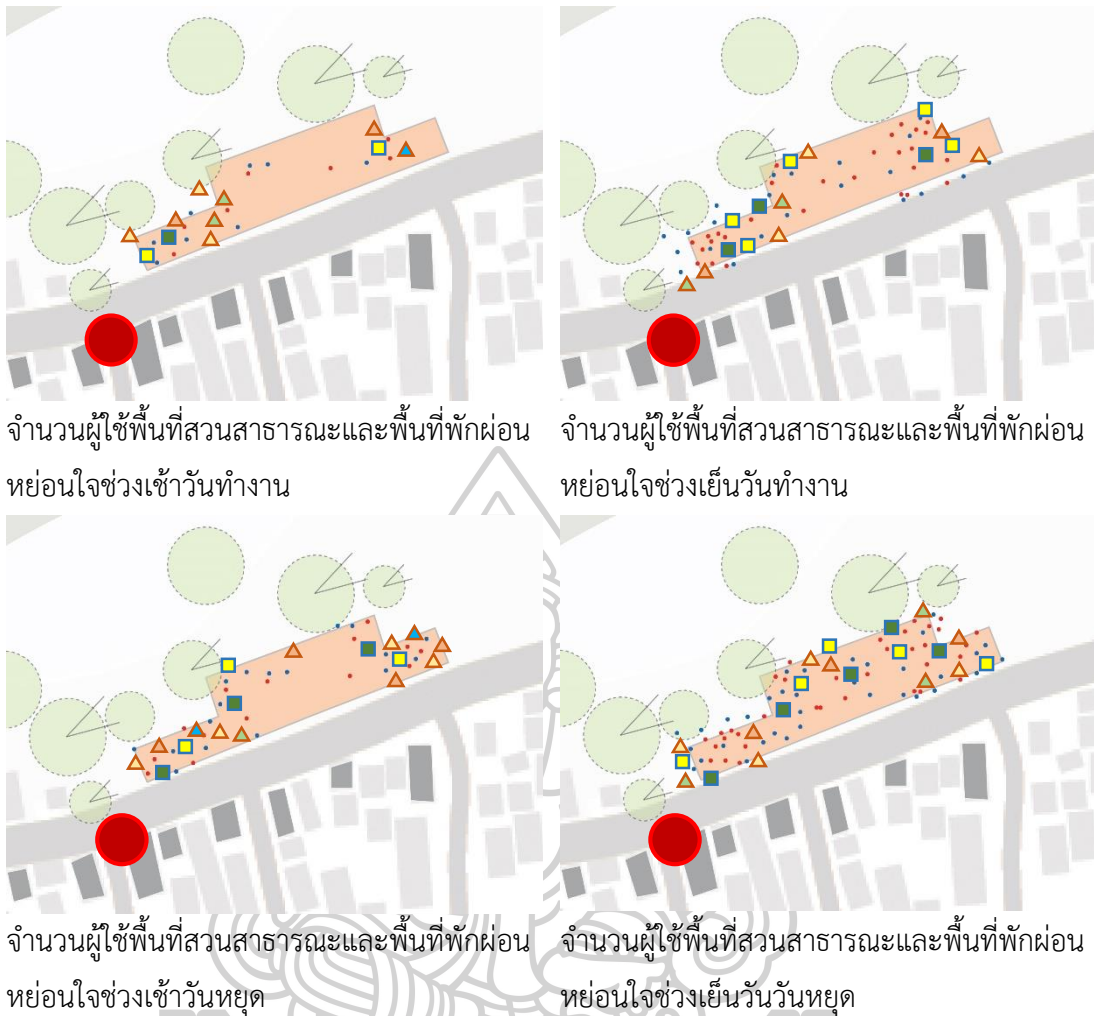 จำนวนผู้ใช้พื้นที่สวนสาธารณะและพื้นที่พักผ่อน
หย่อนใจช่วงเช้าวันทำงาน
จำนวนผู้ใช้พื้นที่สวนสาธารณะและพื้นที่พักผ่อน
หย่อนใจช่วงเย็นวันทำงาน
จำนวนผู้ใช้พื้นที่สวนสาธารณะและพื้นที่พักผ่อน
หย่อนใจช่วงเช้าวันหยุด
จำนวนผู้ใช้พื้นที่สวนสาธารณะและพื้นที่พักผ่อน
หย่อนใจช่วงเย็นวันวันหยุด